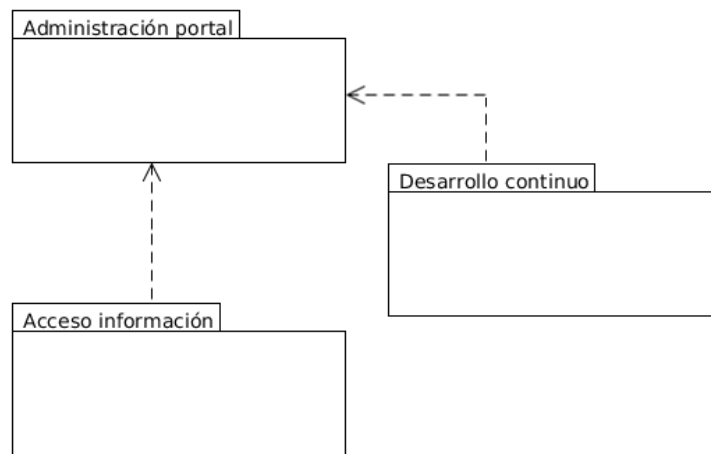 Administración portal
Desarrollo continuo
Acceso información